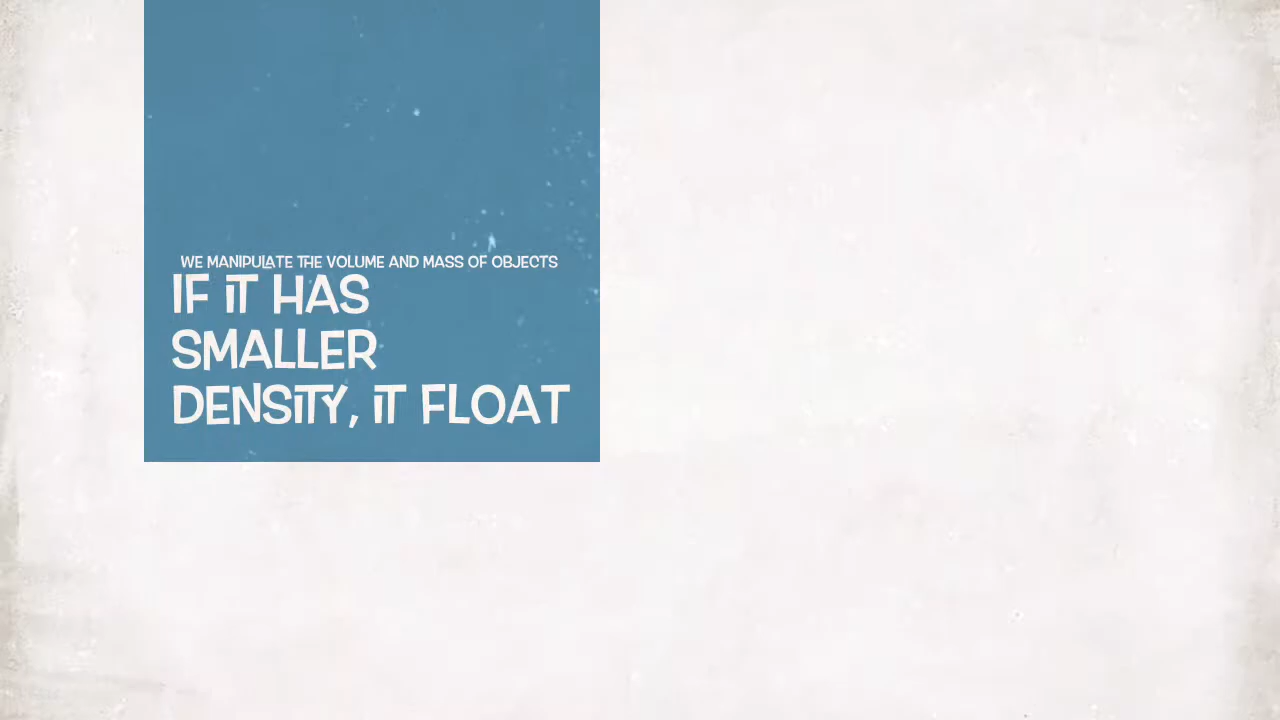 WE MANIPULATE THE VOLUME AND MASS OF OBJECTS
IF IT HAS
SMALLER
DENSITY, IT FLOAT